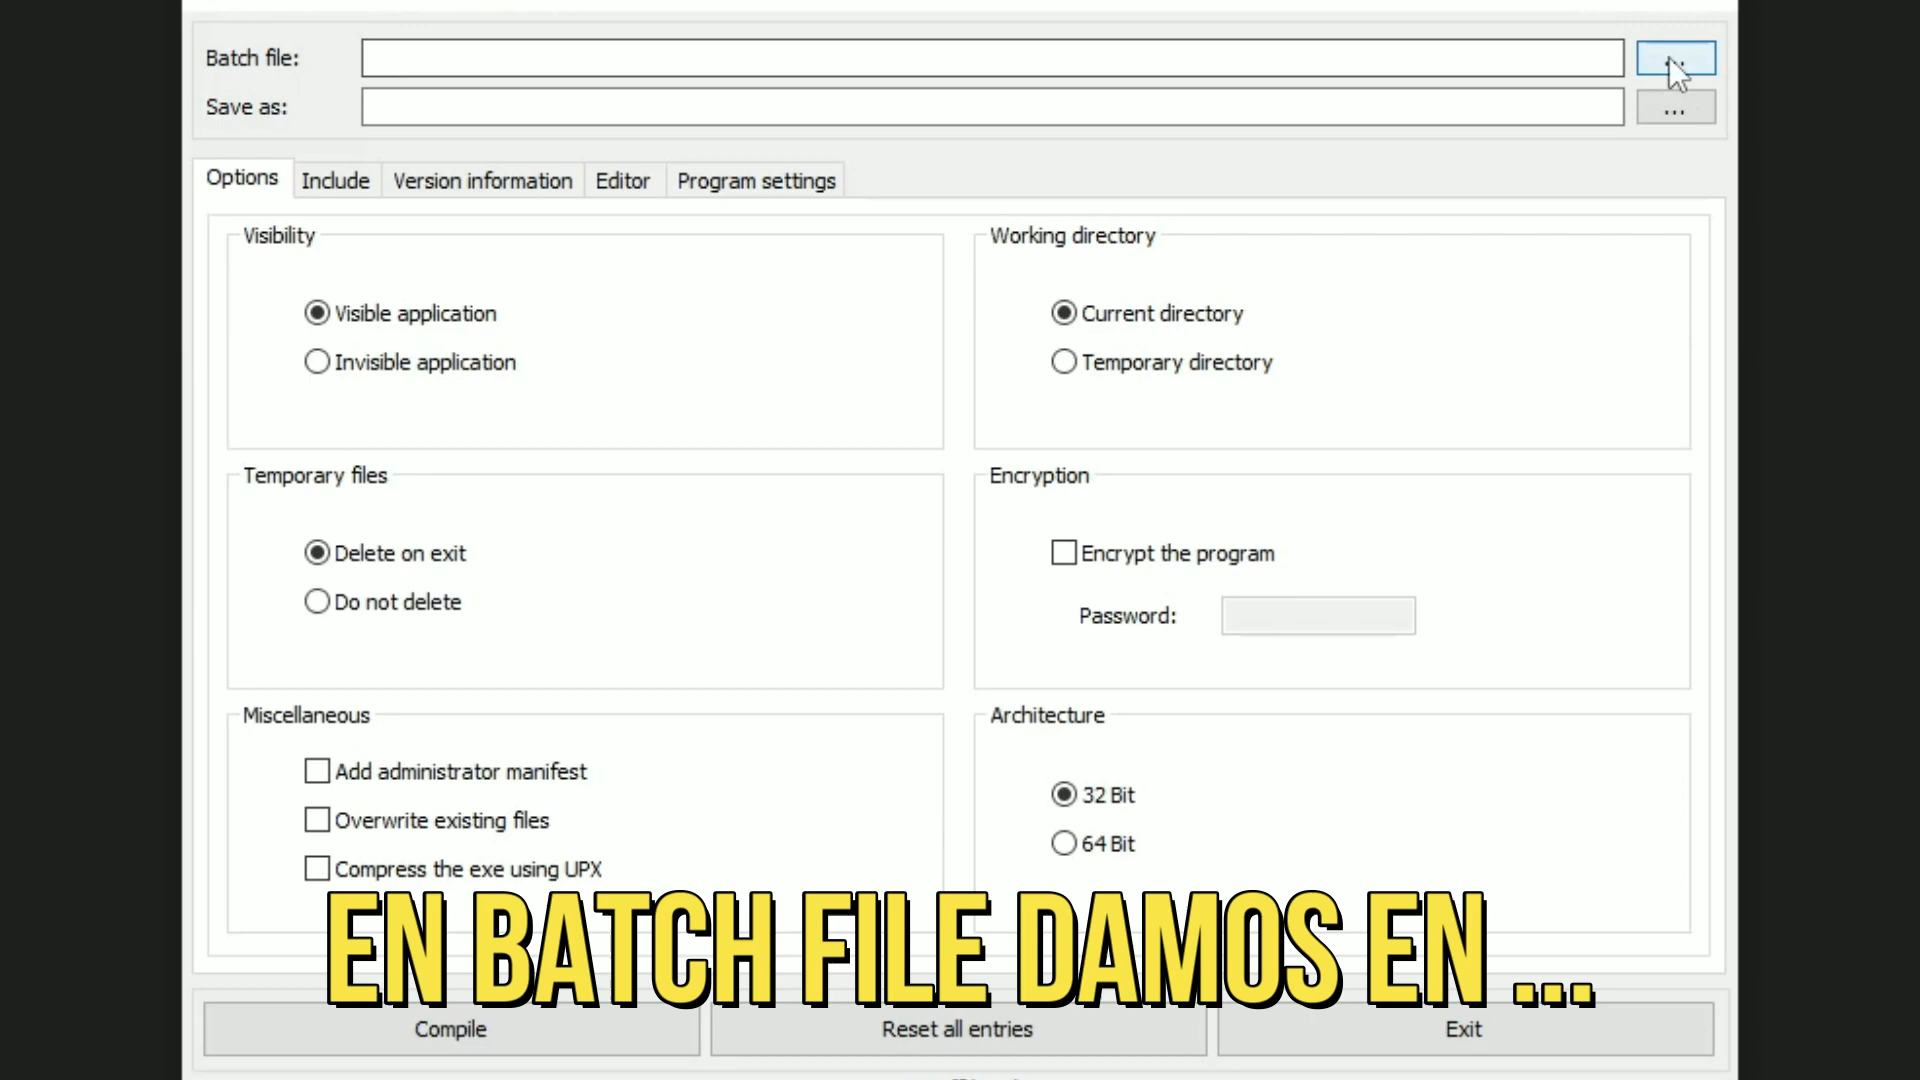 Batch file:
...
Save as:
...
Options Include Version information Editor Program settings
Visibility
Visible application
Invisible application
Working directory
Current directory
Temporary directory
Temporary files
Delete on exit
Do not delete
Encryption
Encrypt the program
Password:
Miscellaneous
Add administrator manifest
Overwrite existing files
Compress the exe using UPX
Architecture
32 Bit
64 Bit
EN BATCH FILE DAMOS EN ...
Compile Reset all entries Exit